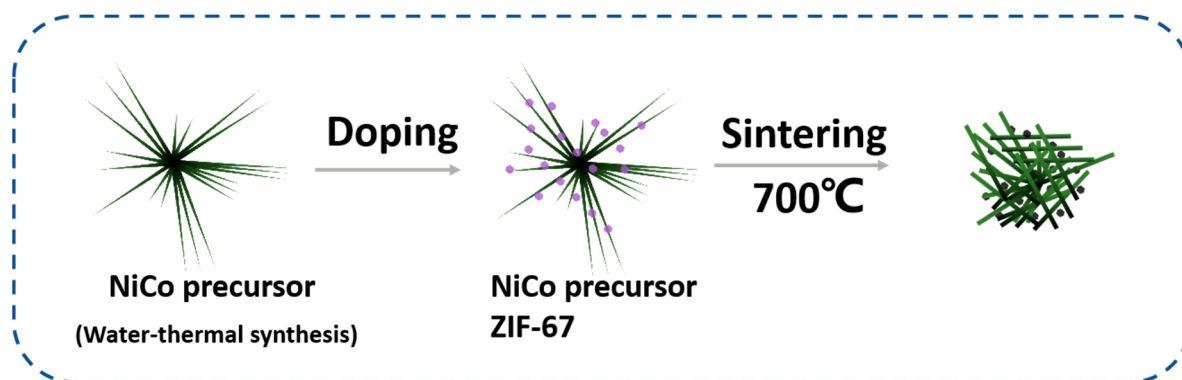 Doping
Sintering
700℃
NiCo precursor
(Water-thermal synthesis)
NiCo precursor
ZIF-67